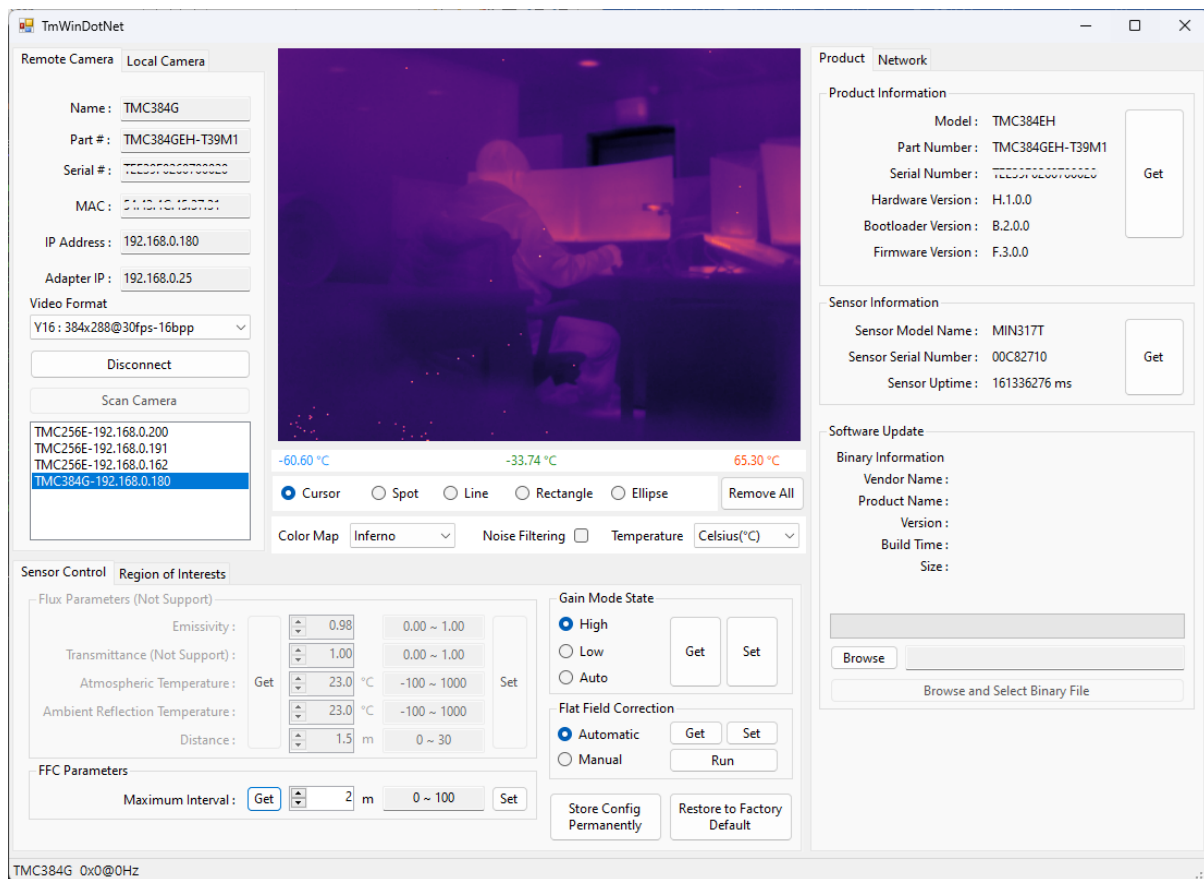 TmWinDotNet
Remote Camera
Local Camera
Name :
TMC384G
Part # :
TMC384GEH-T39M1
Serial # :
MAC :
IP Address :
192.168.0.180
Adapter IP :
192.168.0.25
Video Format
Y16 : 384x288@30fps-16bpp
Disconnect
Scan Camera
TMC256E-192.168.0.200
TMC256E-192.168.0.191
TMC256E-192.168.0.162
TMC384G-192.168.0.180
-60.60 °C
-33.74 °C
65.30 °C
Cursor
Spot
Line
Rectangle
Ellipse
Remove All
Color Map
Inferno
Noise Filtering
Temperature
Celsius(°C)
Sensor Control
Region of Interests
Flux Parameters (Not Support)
Emissivity :
0.98
0.00 ~ 1.00
Transmittance (Not Support) :
1.00
0.00 ~ 1.00
Atmospheric Temperature :
Get
23.0 °C
-100 ~ 1000
Set
Ambient Reflection Temperature :
23.0 °C
-100 ~ 1000
Distance :
1.5 m
0 ~ 30
FFC Parameters
Maximum Interval :
Get
2 m
0 ~ 100
Set
Gain Mode State
High
Low
Auto
Get
Set
Flat Field Correction
Automatic
Get
Set
Manual
Run
Store Config
Permanently
Restore to Factory
Default
Product
Network
Product Information
Model :
TMC384EH
Part Number :
TMC384GEH-T39M1
Serial Number :
Get
Hardware Version :
H.1.0.0
Bootloader Version :
B.2.0.0
Firmware Version :
F.3.0.0
Sensor Information
Sensor Model Name :
MIN317T
Sensor Serial Number :
00C82710
Get
Sensor Uptime :
161336276 ms
Software Update
Binary Information
Vendor Name :
Product Name :
Version :
Build Time :
Size :
Browse
Browse and Select Binary File
TMC384G 0x0@0Hz